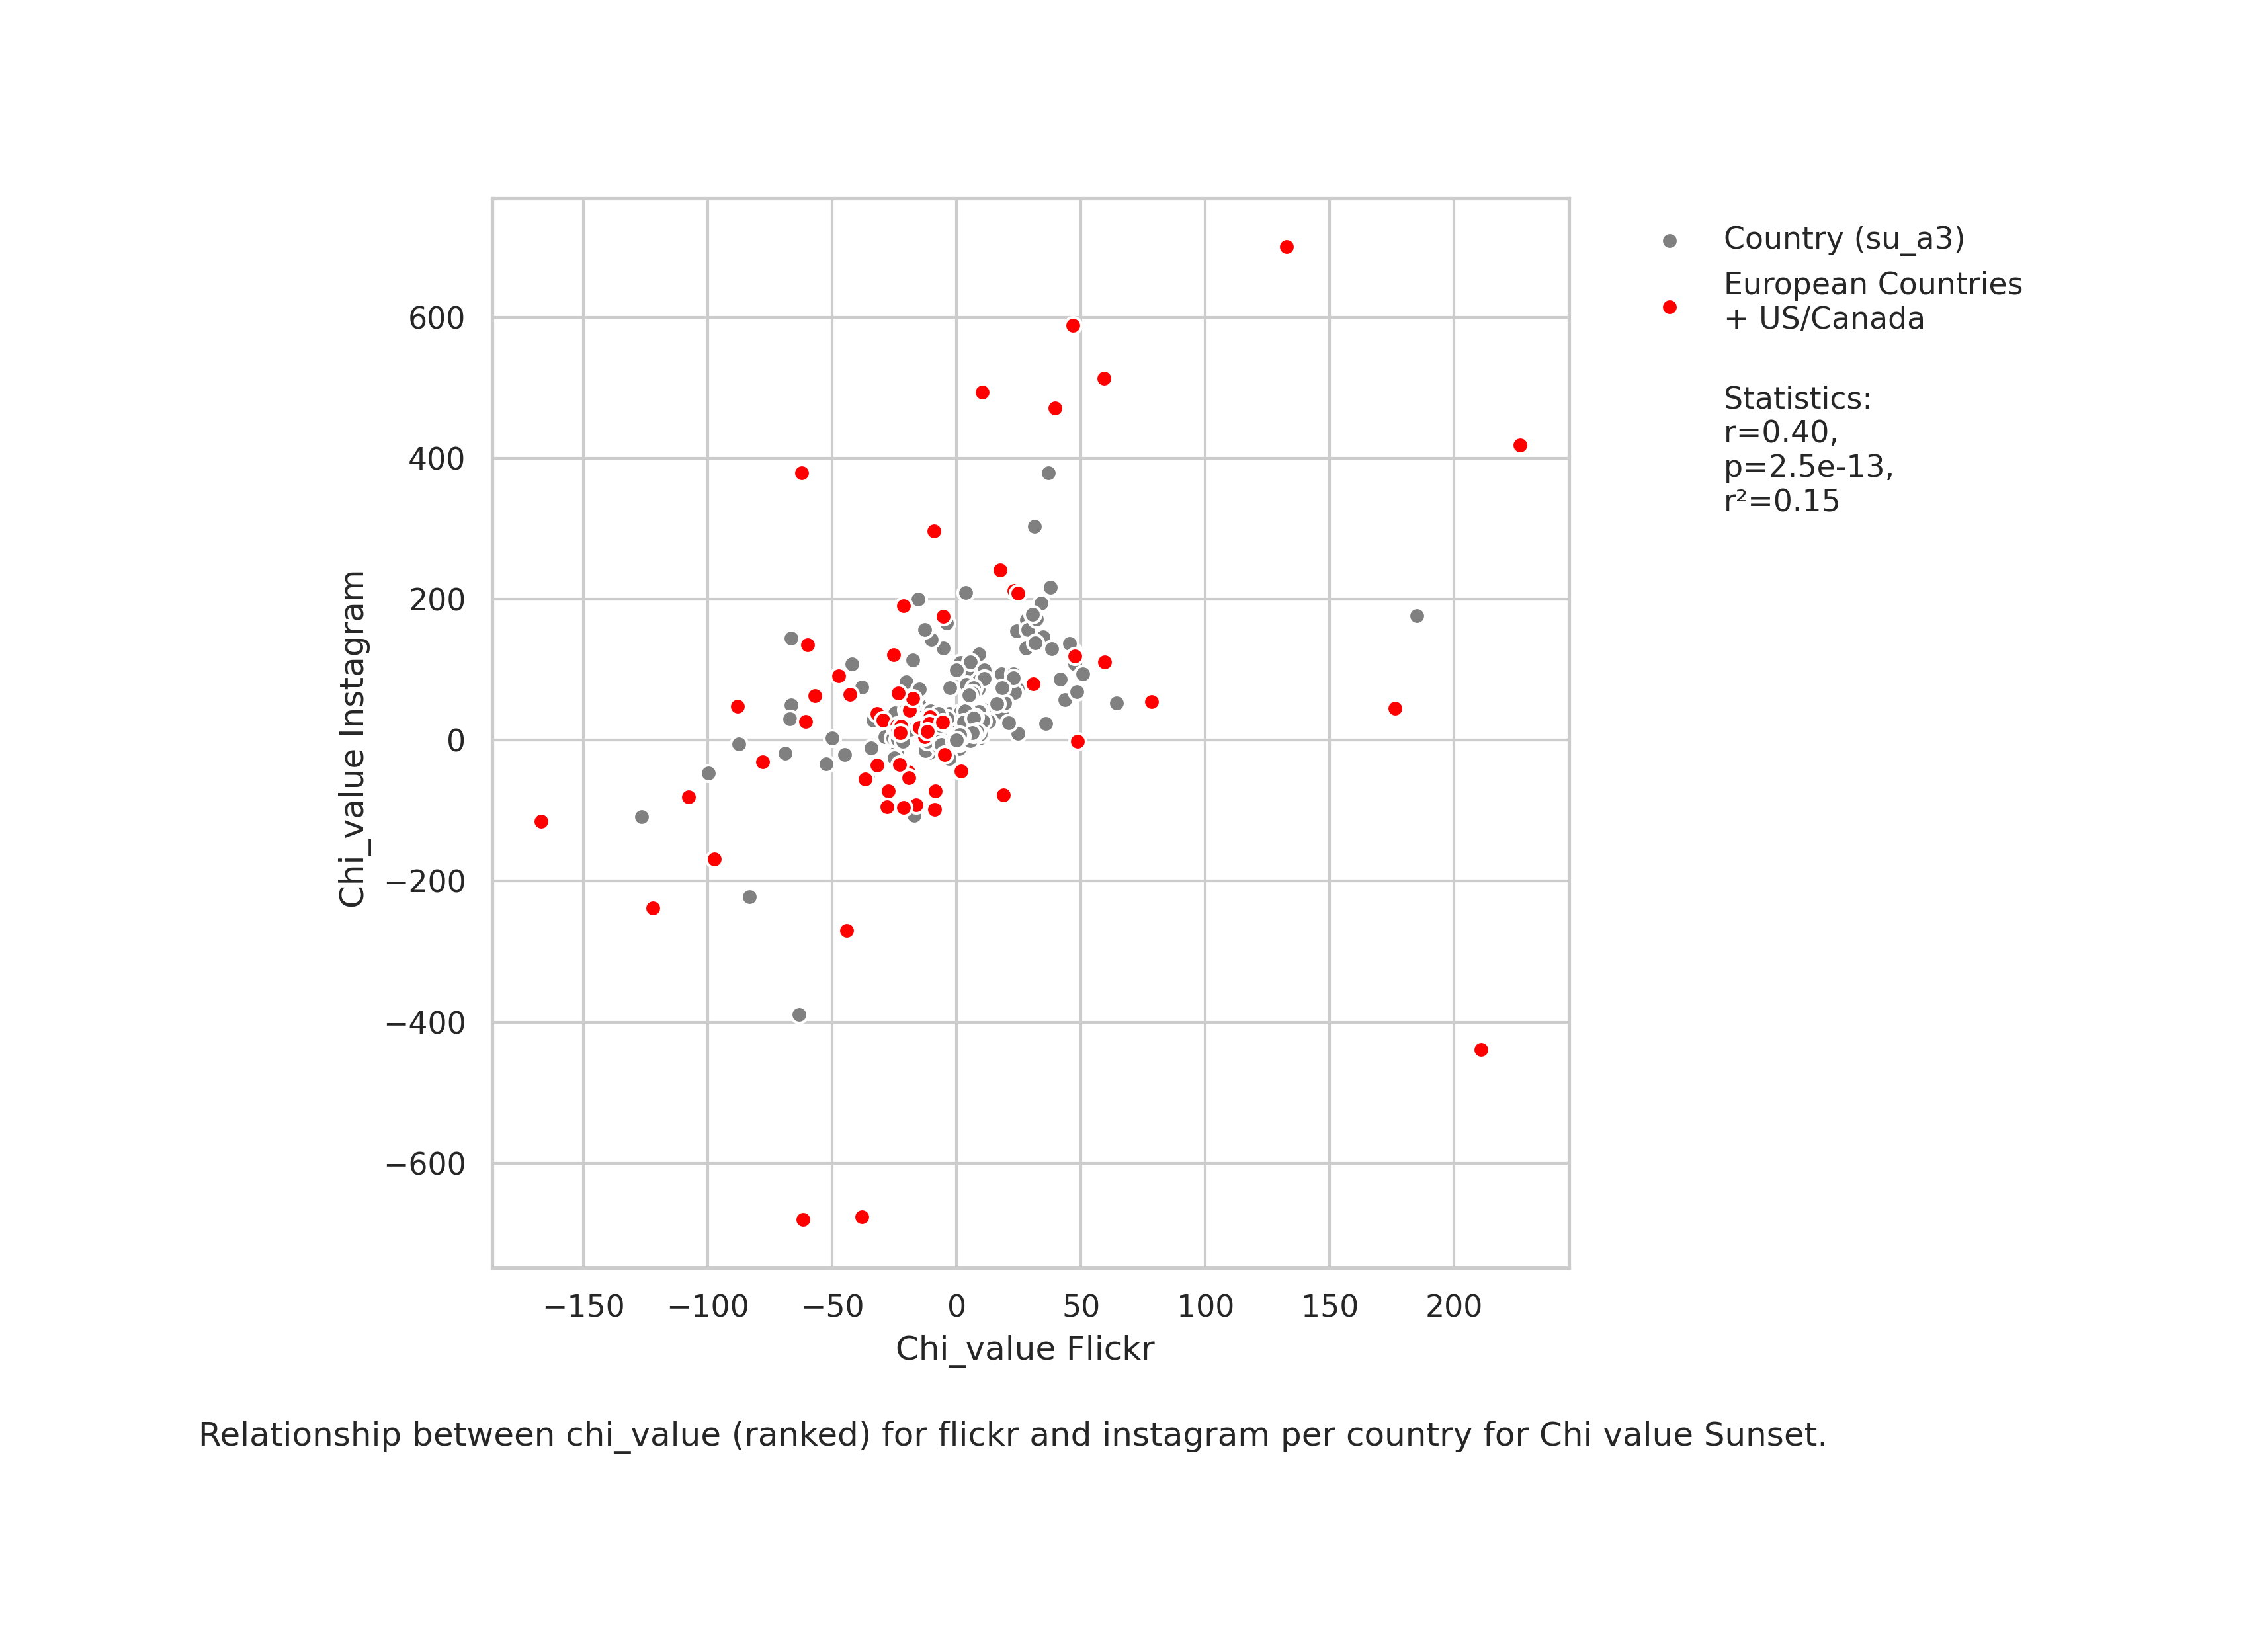 Country (su_a3)
European Countries
+ US/Canada
Statistics:
r=0.40,
p=2.5e-13,
r²=0.15
Chi_value Instagram
600
400
200
0
−200
−400
−600
−150 −100 −50 0 50 100 150 200
Chi_value Flickr
Relationship between chi_value (ranked) for flickr and instagram per country for Chi value Sunset.